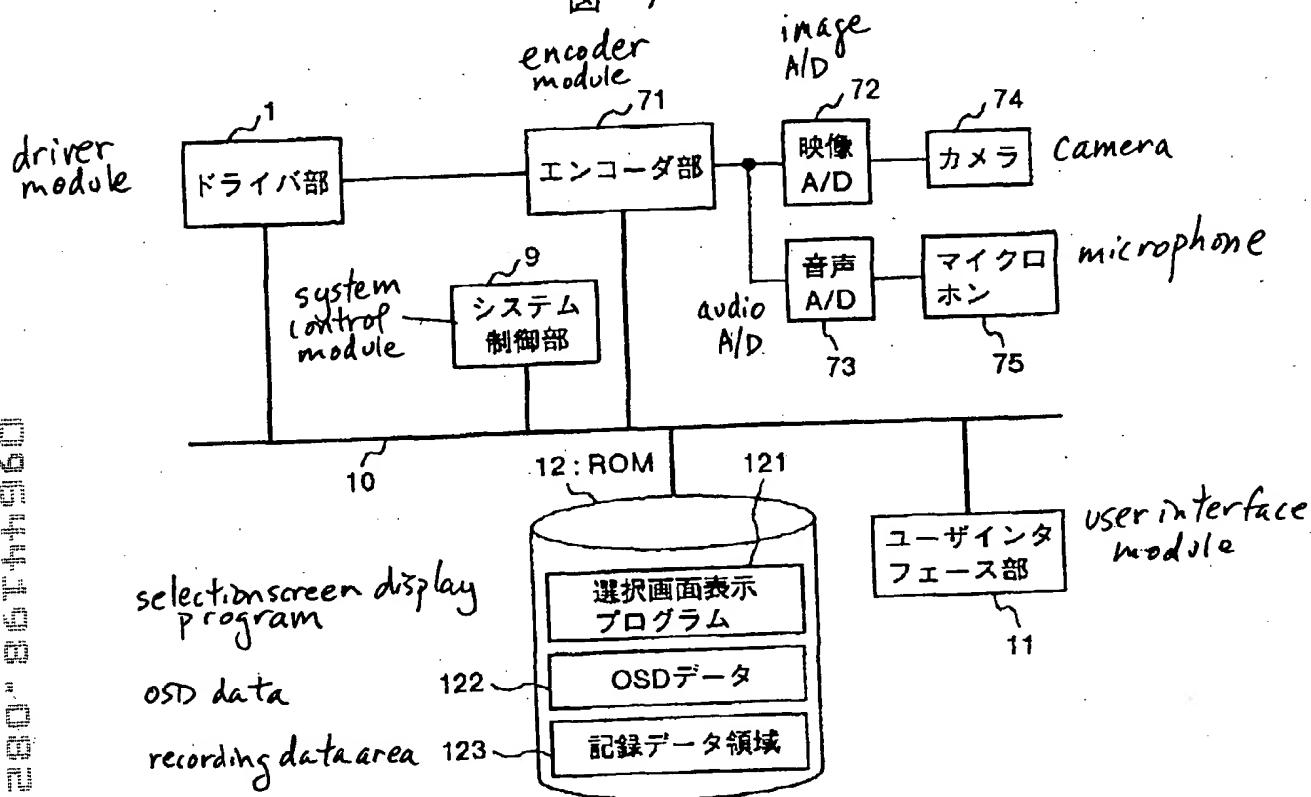 図
encoder
module
image
A/D
driver
module
1
ドライバ部
71
エンコーダ部
72
映像
A/D
74
カメラ
camera
9
システム
制御部
system
control
module
audio
A/D
音声
A/D
73
マイクロ
ホン
75
microphone
10
12:ROM
121
選択画面表示
プログラム
selection screen display
program
122
OSDデータ
OSD data
123
記録データ領域
recording data area
ユーザインタ
フェース部
11
user interface
module